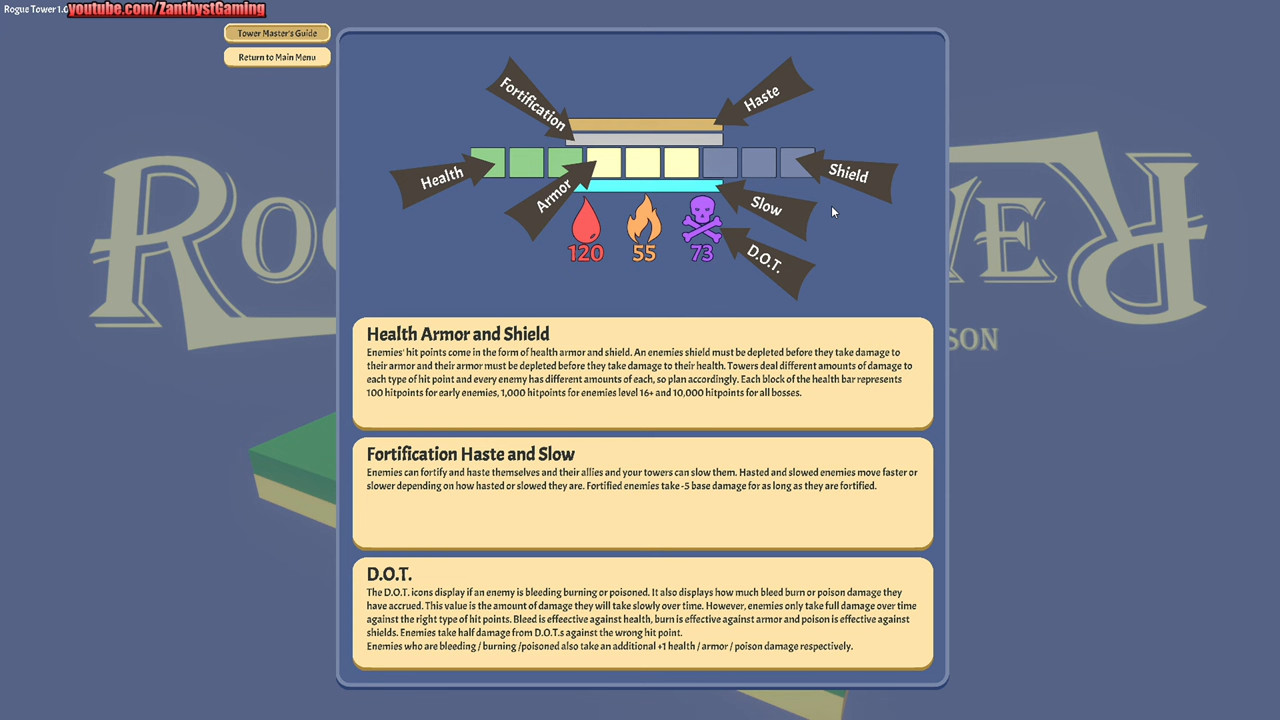 Rogue Tower 1.0
youtube.com/ZanthystGaming
Tower Master's Guide
Return to Main Menu
Fortification
Haste
Health
Armor
Shield
Slow
D.O.T.
120
55
73
Health Armor and Shield
Enemies' hit points come in the form of health armor and shield. An enemies shield must be depleted before they take damage to
their armor and their armor must be depleted before they take damage to their health. Towers deal different amounts of damage to
each type of hit point and every enemy has different amounts of each, so plan accordingly. Each block of the health bar represents
100 hitpoints for early enemies, 1,000 hitpoints for enemies level 16+ and 10,000 hitpoints for all bosses.
Fortification Haste and Slow
Enemies can fortify and haste themselves and their allies and your towers can slow them. Hasted and slowed enemies move faster or
slower depending on how hasted or slowed they are. Fortified enemies take -5 base damage for as long as they are fortified.
D.O.T.
The D.O.T. icons display if an enemy is bleeding burning or poisoned. It also displays how much bleed burn or poison damage they
have accrued. This value is the amount of damage they will take slowly over time. However, enemies only take full damage over time
against the right type of hit points. Bleed is effeective against health, burn is effective against armor and poison is effective against
shields. Enemies take half damage from D.O.T.s against the wrong hit point.
Enemies who are bleeding / burning /poisoned also take an additional +1 health / armor / poison damage respectively.